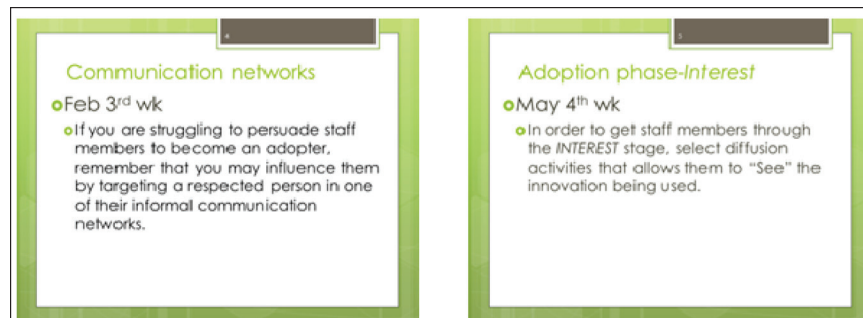 4
Communication networks
Feb 3rd wk
If you are struggling to persuade staff
members to become an adopter,
remember that you may influence them
by targeting a respected person in one
of their informal communication
networks.
5
Adoption phase-Interest
May 4th wk
In order to get staff members through
the INTEREST stage, select diffusion
activities that allows them to “See” the
innovation being used.